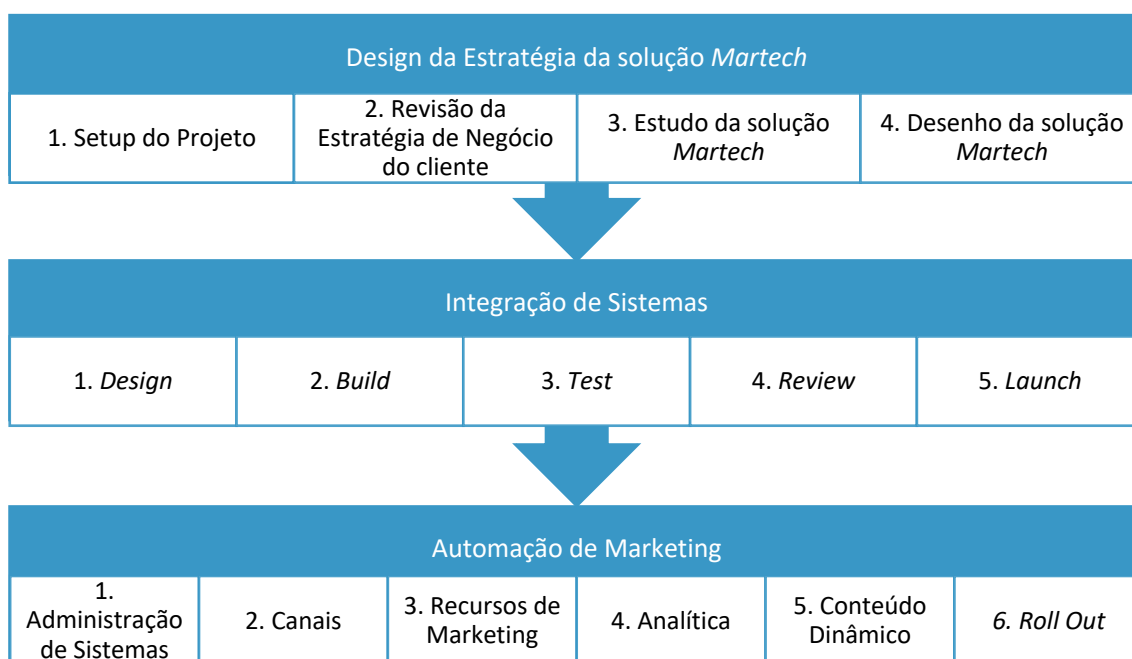 Design da Estratégia da solução Martech
1. Setup do Projeto
2. Revisão da
Estratégia de Negócio
do cliente
3. Estudo da solução
Martech
4. Desenho da solução
Martech
Integração de Sistemas
1. Design
2. Build
3. Test
4. Review
5. Launch
Automação de Marketing
1.
Administração
de Sistemas
2. Canais
3. Recursos de
Marketing
4. Analítica
5. Conteúdo
Dinâmico
6. Roll Out